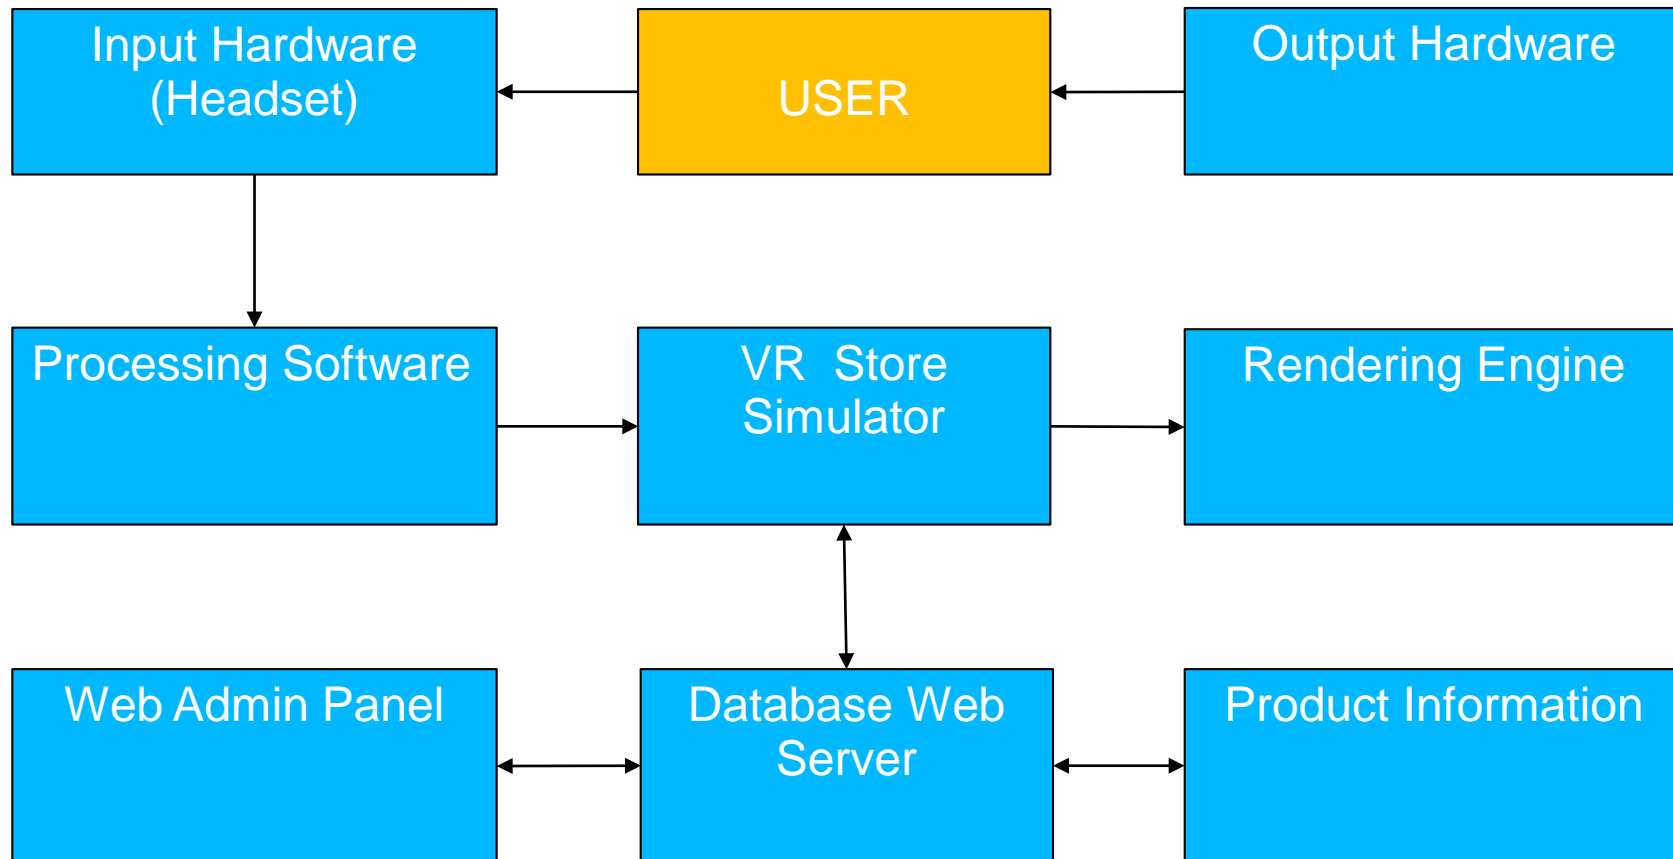 Input Hardware
(Headset)
USER
Output Hardware
Processing Software
VR  Store
Simulator
Rendering Engine
Web Admin Panel
Database Web
Server
Product Information